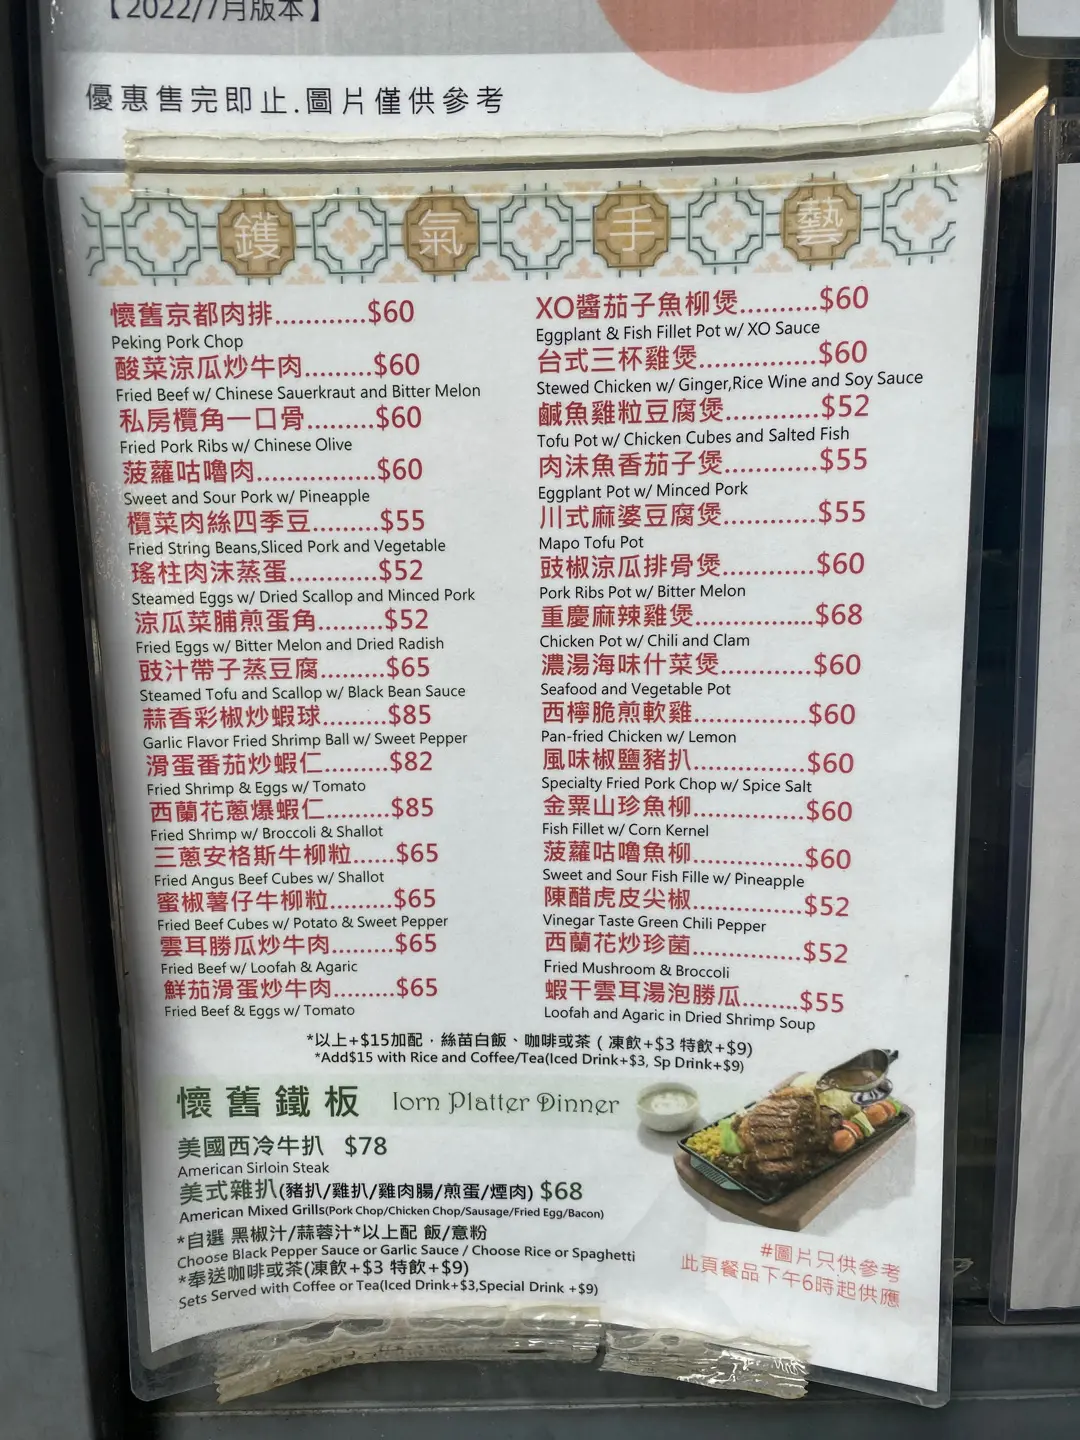 【2022/7月版本】
優惠售完即止.圖片僅供參考
鑊氣手藝
懷舊京都肉排............$60
Peking Pork Chop
酸菜涼瓜炒牛肉.........$60
Fried Beef w/ Chinese Sauerkraut and Bitter Melon
私房欖角一口骨.........$60
Fried Pork Ribs w/ Chinese Olive
菠蘿咕嚕肉................$60
Sweet and Sour Pork w/ Pineapple
欖菜肉絲四季豆.........$55
Fried String Beans,Sliced Pork and Vegetable
瑤柱肉沫蒸蛋............$52
Steamed Eggs w/ Dried Scallop and Minced Pork
涼瓜菜脯煎蛋角.........$52
Fried Eggs w/ Bitter Melon and Dried Radish
豉汁帶子蒸豆腐.........$65
Steamed Tofu and Scallop w/ Black Bean Sauce
蒜香彩椒炒蝦球.........$85
Garlic Flavor Fried Shrimp Ball w/ Sweet Pepper
滑蛋番茄炒蝦仁.........$82
Fried Shrimp & Eggs w/ Tomato
西蘭花蔥爆蝦仁.........$85
Fried Shrimp w/ Broccoli & Shallot
三蔥安格斯牛柳粒......$65
Fried Angus Beef Cubes w/ Shallot
蜜椒薯仔牛柳粒.........$65
Fried Beef Cubes w/ Potato & Sweet Pepper
雲耳勝瓜炒牛肉.........$65
Fried Beef w/ Loofah & Agaric
鮮茄滑蛋炒牛肉.........$65
Fried Beef & Eggs w/ Tomato
XO醬茄子魚柳煲..........$60
Eggplant & Fish Fillet Pot w/ XO Sauce
台式三杯雞煲...............$60
Stewed Chicken w/ Ginger,Rice Wine and Soy Sauce
鹹魚雞粒豆腐煲............$52
Tofu Pot w/ Chicken Cubes and Salted Fish
肉沬魚香茄子煲............$55
Eggplant Pot w/ Minced Pork
川式麻婆豆腐煲............$55
Mapo Tofu Pot
豉椒涼瓜排骨煲............$60
Pork Ribs Pot w/ Bitter Melon
重慶麻辣雞煲...............$68
Chicken Pot w/ Chili and Clam
濃湯海味什菜煲............$60
Seafood and Vegetable Pot
西檸脆煎軟雞...............$60
Pan-fried Chicken w/ Lemon
風味椒鹽豬扒...............$60
Specialty Fried Pork Chop w/ Spice Salt
金粟山珍魚柳...............$60
Fish Fillet w/ Corn Kernel
菠蘿咕嚕魚柳...............$60
Sweet and Sour Fish Fille w/ Pineapple
陳醋虎皮尖椒...............$52
Vinegar Taste Green Chili Pepper
西蘭花炒珍菌...............$52
Fried Mushroom & Broccoli
蝦干雲耳湯泡勝瓜........$55
Loofah and Agaric in Dried Shrimp Soup
*以上+$15加配，絲苗白飯、咖啡或茶 ( 凍飲+$3 特飲+$9)
*Add$15 with Rice and Coffee/Tea(Iced Drink+$3, Sp Drink+$9)
懷舊鐵板 Iorn Platter Dinner
美國西冷牛扒 $78
American Sirloin Steak
美式雜扒(豬扒/雞扒/雞肉腸/煎蛋/煙肉) $68
American Mixed Grills(Pork Chop/Chicken Chop/Sausage/Fried Egg/Bacon)
*自選 黑椒汁/蒜蓉汁*以上配 飯/意粉
Choose Black Pepper Sauce or Garlic Sauce / Choose Rice or Spaghetti
*奉送咖啡或茶(凍飲+$3 特飲+$9)
Sets Served with Coffee or Tea(Iced Drink+$3,Special Drink +$9)
#圖片只供參考
此頁餐品下午6時起供應